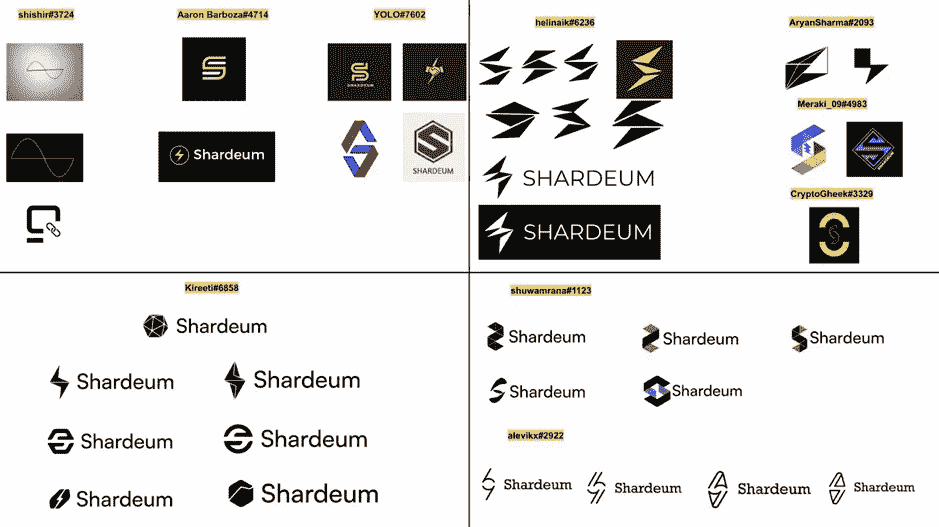 shishir#3724
Aaron Barboza#4714
YOLO#7602
SHARDEUM
Shardeum
SHARDEUM
helinaik#6236
SHARDEUM
SHARDEUM
AryanSharma#2093
Meraki_09#4983
CryptoGheek#3329
Kireeti#6858
Shardeum
Shardeum
Shardeum
Shardeum
Shardeum
Shardeum
Shardeum
shuwamrana#1123
Shardeum
Shardeum
Shardeum
Shardeum
Shardeum
alevikx#2922
Shardeum
Shardeum
Shardeum
Shardeum